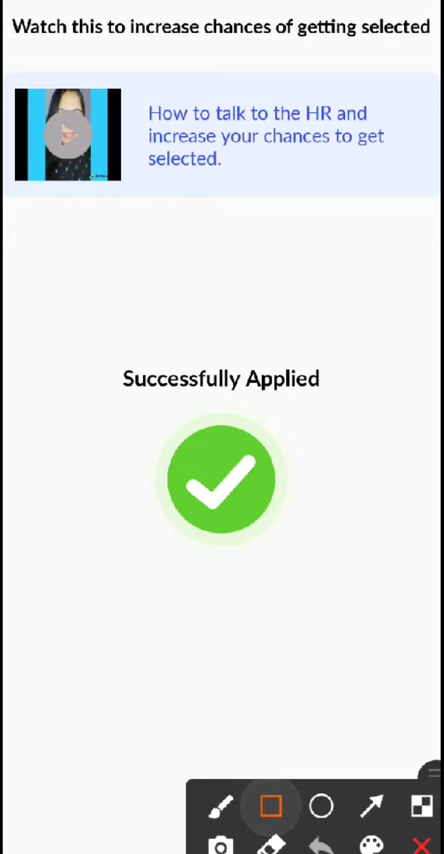 Watch this to increase chances of getting selected
How to talk to the HR and
increase your chances to get
selected.
Successfully Applied